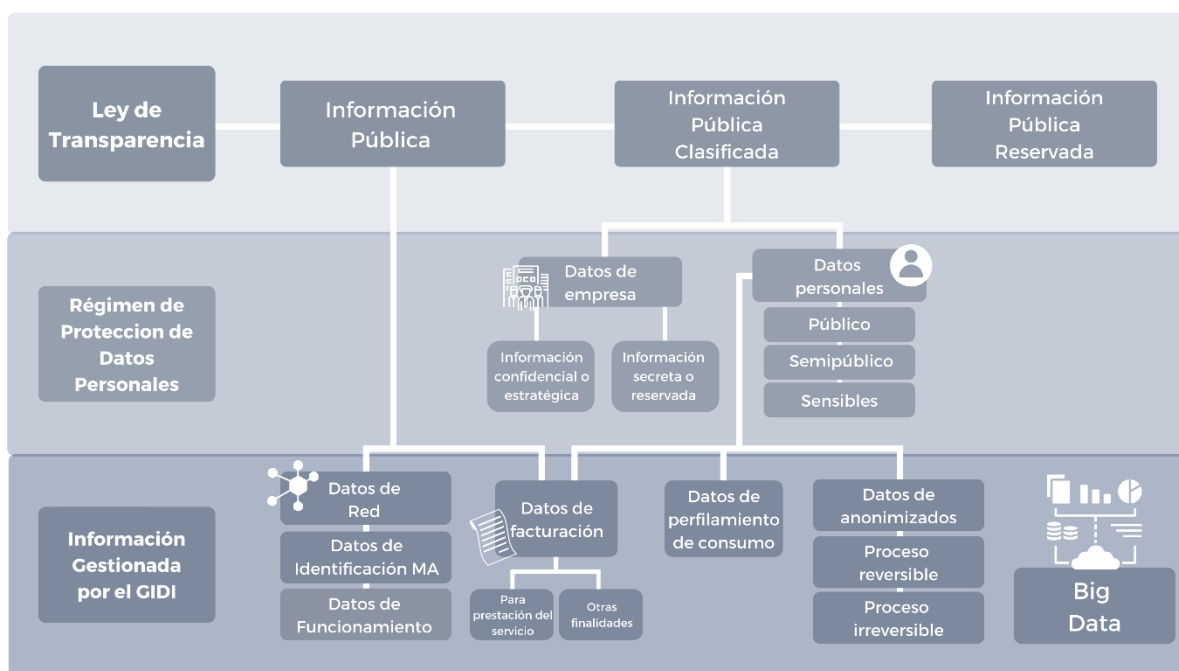 Ley de
Transparencia
Información
Pública
Información
Pública
Clasificada
Información
Pública
Reservada
Régimen de
Proteccion de
Datos
Personales
Datos de
empresa
Información
confidencial o
estratégica
Información
secreta o
reservada
Datos
personales
Público
Semipúblico
Sensibles
Información
Gestionada
por el GIDI
Datos de
Red
Datos de
Identificación MA
Datos de
Funcionamiento
Datos de
facturación
Para
prestación del
servicio
Otras
finalidades
Datos de
perfilamiento
de consumo
Datos de
anonimizados
Proceso
reversible
Proceso
irreversible
Big
Data